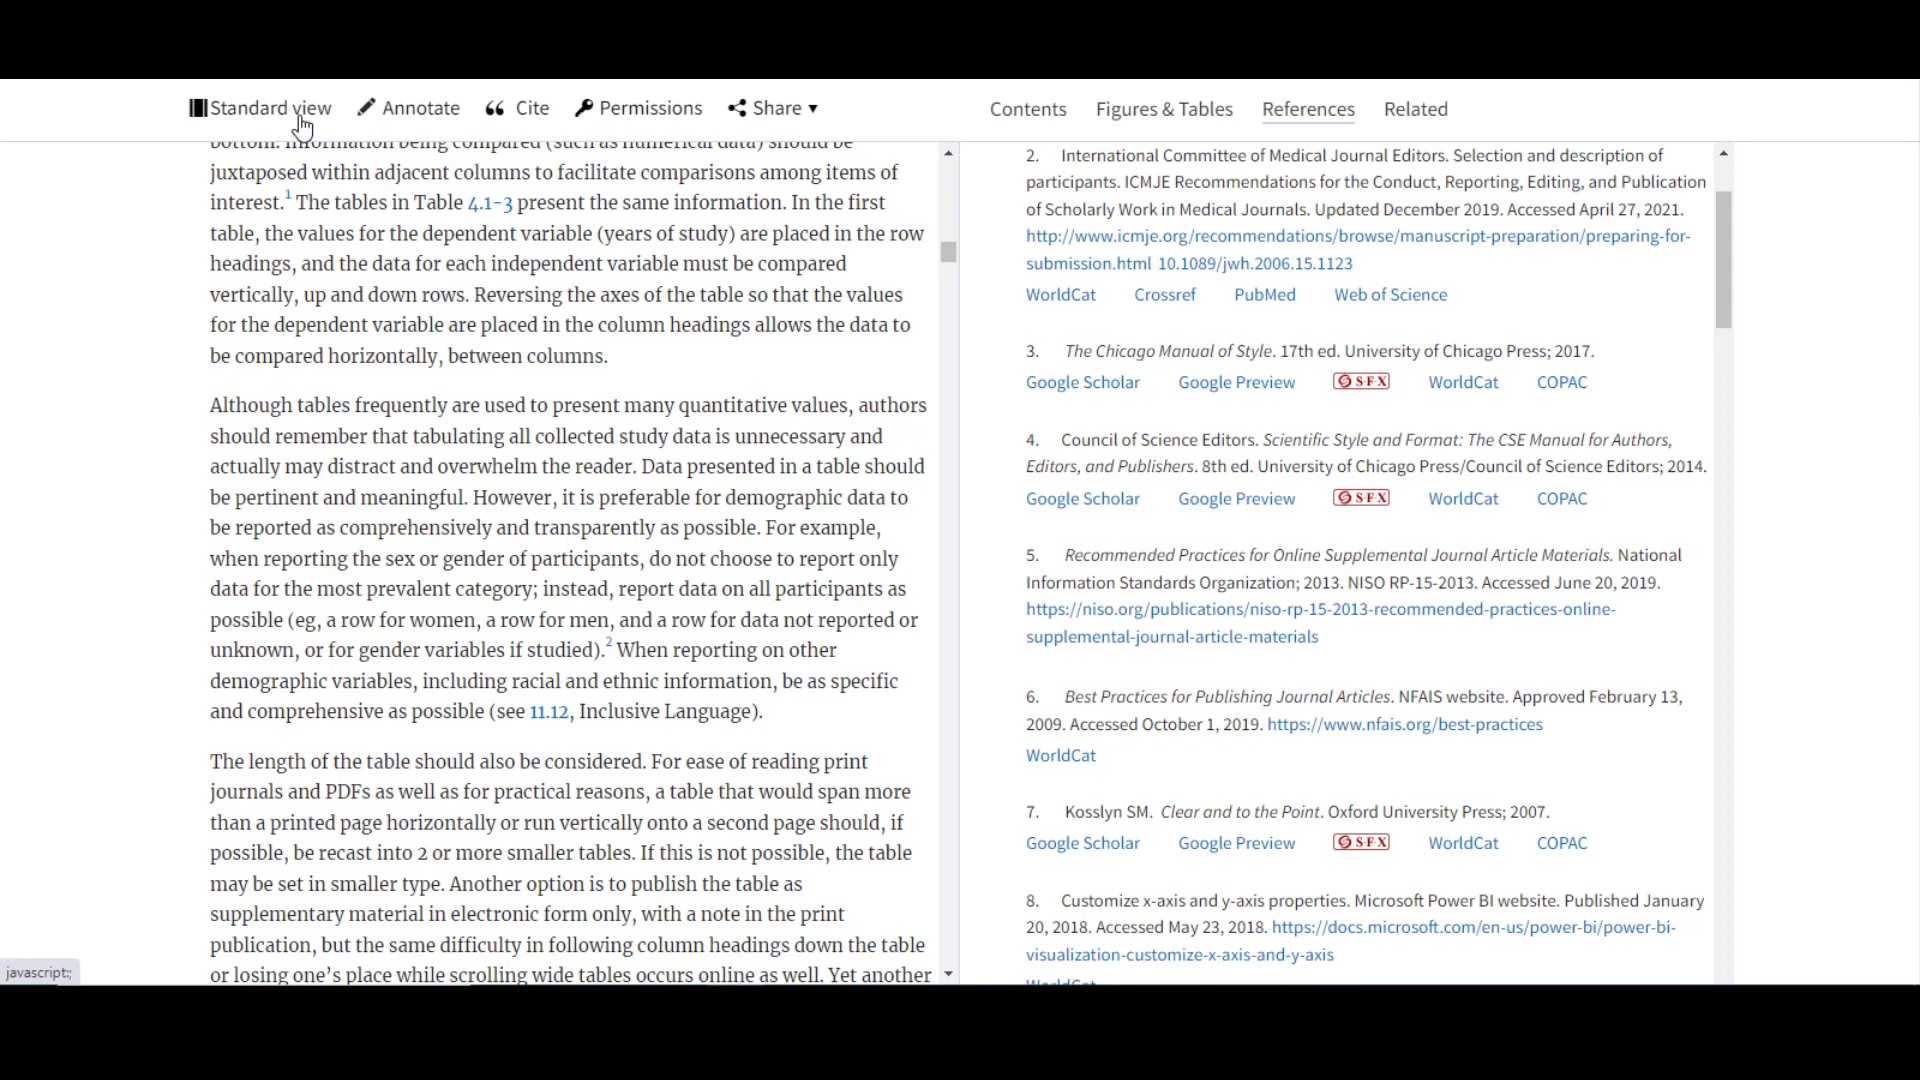 Standard view Annotate Cite Permissions Share
Contents Figures & Tables References Related
bottom. Information being compared (such as numerical data) should be
juxtaposed within adjacent columns to facilitate comparisons among items of
interest.1 The tables in Table 4.1-3 present the same information. In the first
table, the values for the dependent variable (years of study) are placed in the row
headings, and the data for each independent variable must be compared
vertically, up and down rows. Reversing the axes of the table so that the values
for the dependent variable are placed in the column headings allows the data to
be compared horizontally, between columns.
Although tables frequently are used to present many quantitative values, authors
should remember that tabulating all collected study data is unnecessary and
actually may distract and overwhelm the reader. Data presented in a table should
be pertinent and meaningful. However, it is preferable for demographic data to
be reported as comprehensively and transparently as possible. For example,
when reporting the sex or gender of participants, do not choose to report only
data for the most prevalent category; instead, report data on all participants as
possible (eg, a row for women, a row for men, and a row for data not reported or
unknown, or for gender variables if studied).2 When reporting on other
demographic variables, including racial and ethnic information, be as specific
and comprehensive as possible (see 11.12, Inclusive Language).
The length of the table should also be considered. For ease of reading print
journals and PDFs as well as for practical reasons, a table that would span more
than a printed page horizontally or run vertically onto a second page should, if
possible, be recast into 2 or more smaller tables. If this is not possible, the table
may be set in smaller type. Another option is to publish the table as
supplementary material in electronic form only, with a note in the print
publication, but the same difficulty in following column headings down the table
or losing one's place while scrolling wide tables occurs online as well. Yet another
javascript:;
2. International Committee of Medical Journal Editors. Selection and description of
participants. ICMJE Recommendations for the Conduct, Reporting, Editing, and Publication
of Scholarly Work in Medical Journals. Updated December 2019. Accessed April 27, 2021.
http://www.icmje.org/recommendations/browse/manuscript-preparation/preparing-for-
submission.html 10.1089/jwh.2006.15.1123
WorldCat Crossref PubMed Web of Science
3. The Chicago Manual of Style. 17th ed. University of Chicago Press; 2017.
Google Scholar Google Preview S·F·X WorldCat COPAC
4. Council of Science Editors. Scientific Style and Format: The CSE Manual for Authors,
Editors, and Publishers. 8th ed. University of Chicago Press/Council of Science Editors; 2014.
Google Scholar Google Preview S·F·X WorldCat COPAC
5. Recommended Practices for Online Supplemental Journal Article Materials. National
Information Standards Organization; 2013. NISO RP-15-2013. Accessed June 20, 2019.
https://niso.org/publications/niso-rp-15-2013-recommended-practices-online-
supplemental-journal-article-materials
6. Best Practices for Publishing Journal Articles. NFAIS website. Approved February 13,
2009. Accessed October 1, 2019. https://www.nfais.org/best-practices
WorldCat
7. Kosslyn SM. Clear and to the Point. Oxford University Press; 2007.
Google Scholar Google Preview S·F·X WorldCat COPAC
8. Customize x-axis and y-axis properties. Microsoft Power BI website. Published January
20, 2018. Accessed May 23, 2018. https://docs.microsoft.com/en-us/power-bi/power-bi-
visualization-customize-x-axis-and-y-axis
WorldCat